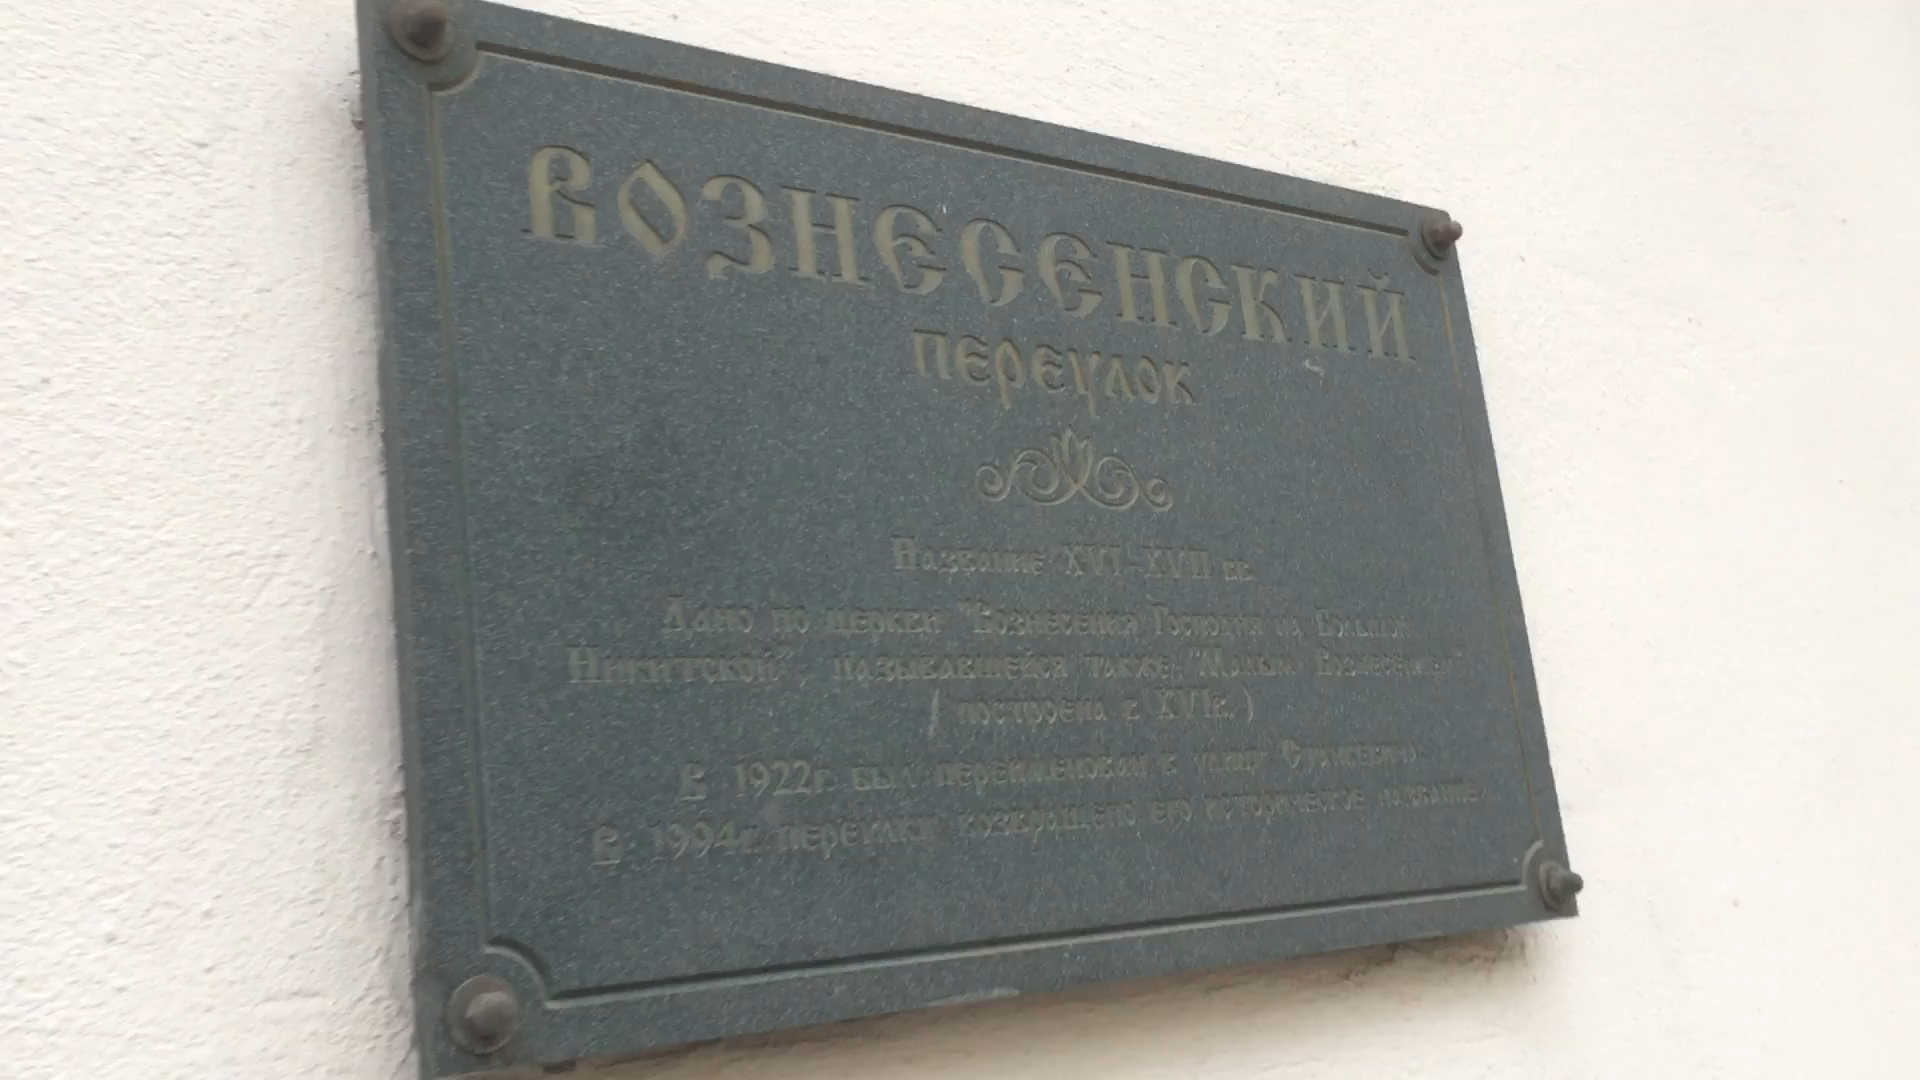 ВОЗНЕСЕНСКИЙ
переулок
Название XVI-XVII вв.
Дано по церкви "Вознесения Господня на Большой
Никитской", называвшейся также "Малым Вознесением"
(построена в XVIв.)
В 1922г. был переименован в улицу Станкевича.
В 1994г. переулку возвращено его историческое название.